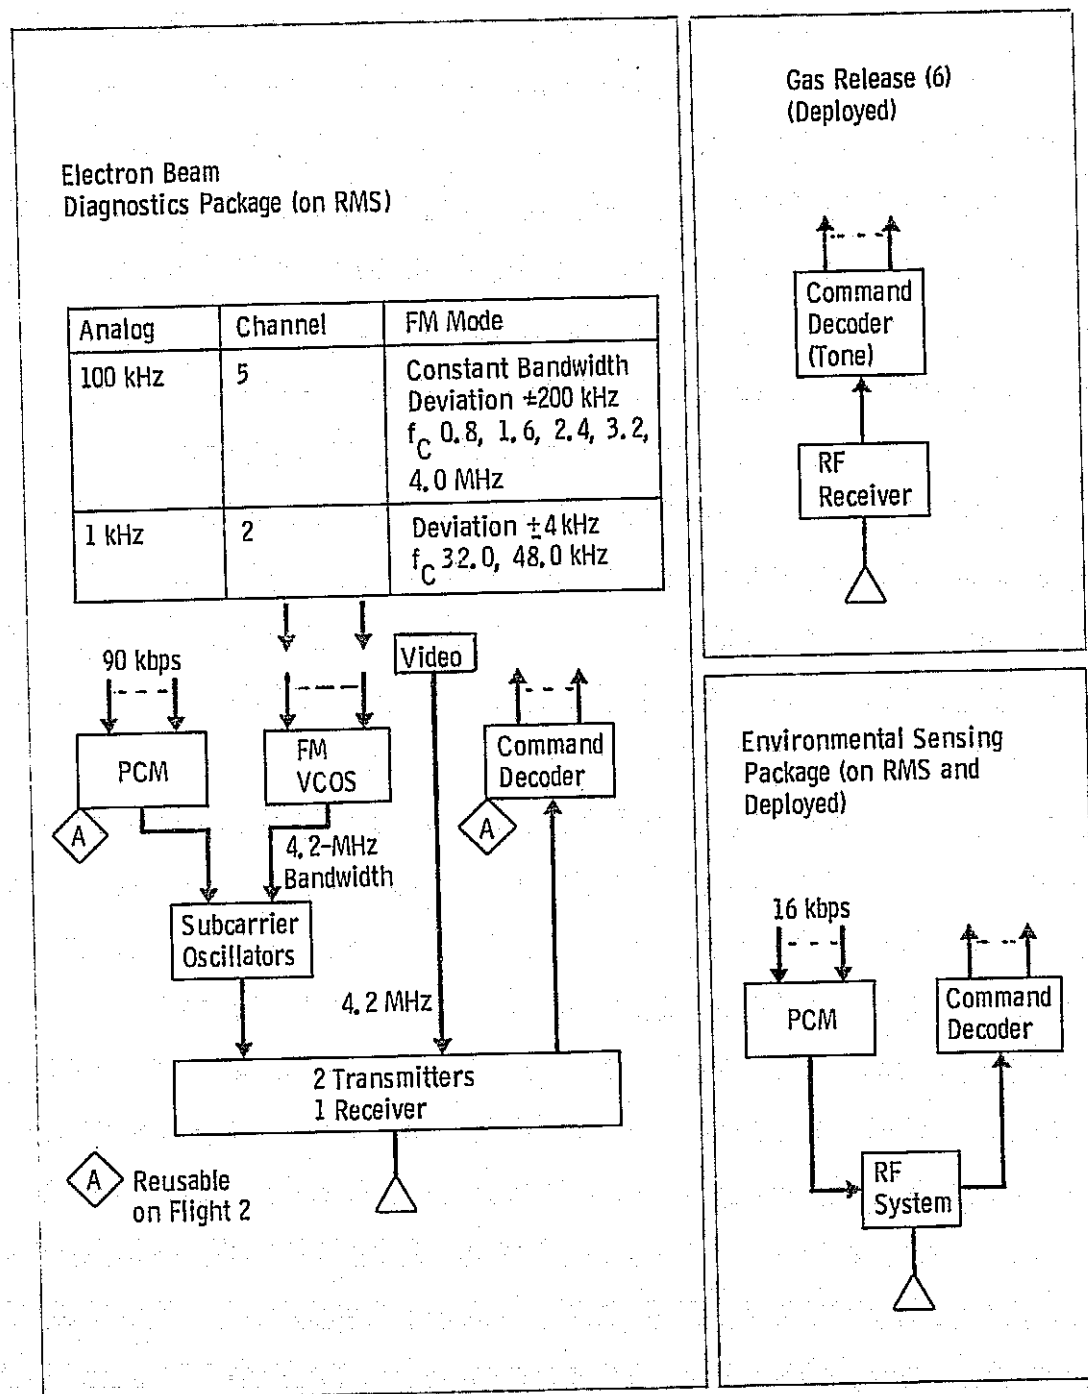 Electron Beam
Diagnostics Package (on RMS)
Analog
Channel
FM Mode
100 kHz
5
Constant Bandwidth
Deviation ±200 kHz
fC 0.8, 1.6, 2.4, 3.2,
4.0 MHz
1 kHz
2
Deviation ±4 kHz
fC 32.0, 48.0 kHz
90 kbps
Video
PCM
FM
VCOS
Command
Decoder
A
A
4.2-MHz
Bandwidth
Subcarrier
Oscillators
4.2 MHz
2 Transmitters
1 Receiver
A
Reusable
on Flight 2
Gas Release (6)
(Deployed)
Command
Decoder
(Tone)
RF
Receiver
Environmental Sensing
Package (on RMS and
Deployed)
16 kbps
PCM
Command
Decoder
RF
System